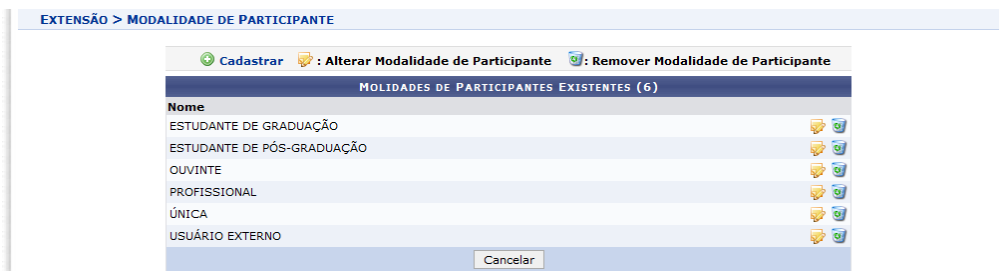 EXTENSÃO > MODALIDADE DE PARTICIPANTE
Cadastrar : Alterar Modalidade de Participante : Remover Modalidade de Participante
MOLIDADES DE PARTICIPANTES EXISTENTES (6)
Nome
ESTUDANTE DE GRADUAÇÃO
ESTUDANTE DE PÓS-GRADUAÇÃO
OUVINTE
PROFISSIONAL
ÚNICA
USUÁRIO EXTERNO
Cancelar